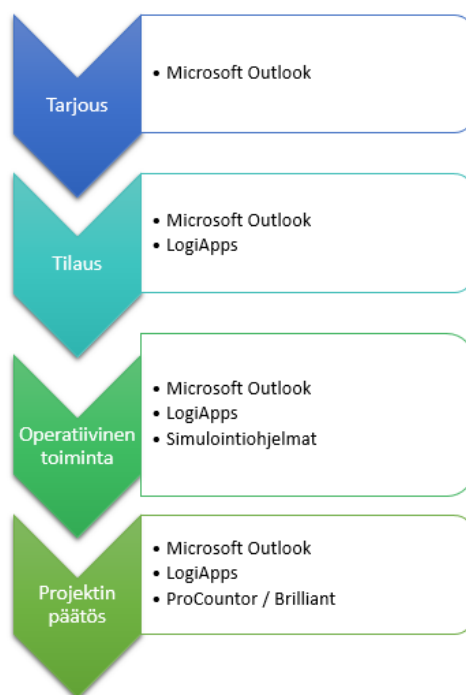 Tarjous
• Microsoft Outlook
Tilaus
• Microsoft Outlook
• LogiApps
Operatiivinen
toiminta
• Microsoft Outlook
• LogiApps
• Simulointiohjelmat
Projektin
päätös
• Microsoft Outlook
• LogiApps
• ProCountor / Brilliant